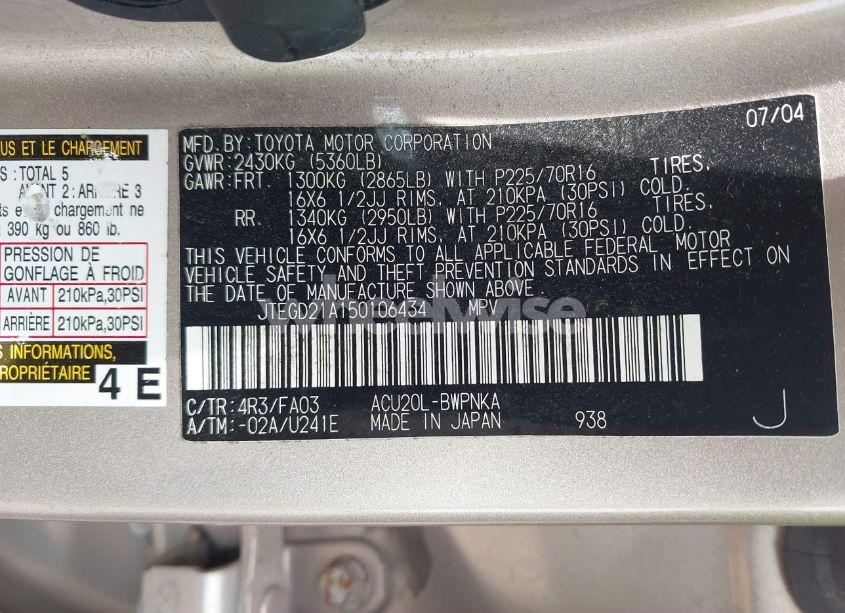 US ET LE CHARGEMENT
S : TOTAL 5
AVANT 2 : ARRIÈRE 3
ts et chargement ne
390 kg ou 860 lb.
PRESSION DE
GONFLAGE À FROID
AVANT 210kPa,30PSI
ARRIÈRE 210kPa,30PSI
S INFORMATIONS,
PROPRIÉTAIRE
4 E
07/04
MFD.BY:TOYOTA MOTOR CORPORATION
GVWR:2430KG (5360LB)
GAWR:FRT. 1300KG (2865LB) WITH P225/70R16 TIRES,
16X6 1/2JJ RIMS, AT 210KPA (30PSI) COLD.
RR. 1340KG (2950LB) WITH P225/70R16 TIRES,
16X6 1/2JJ RIMS, AT 210KPA (30PSI) COLD.
THIS VEHICLE CONFORMS TO ALL APPLICABLE FEDERAL MOTOR
VEHICLE SAFETY AND THEFT PREVENTION STANDARDS IN EFFECT ON
THE DATE OF MANUFACTURE SHOWN ABOVE.
JTEGD21A150106434 MPV
C/TR:4R3/FA03 ACU20L-BWPNKA
A/TM:-02A/U241E MADE IN JAPAN 938 J
wheelwise